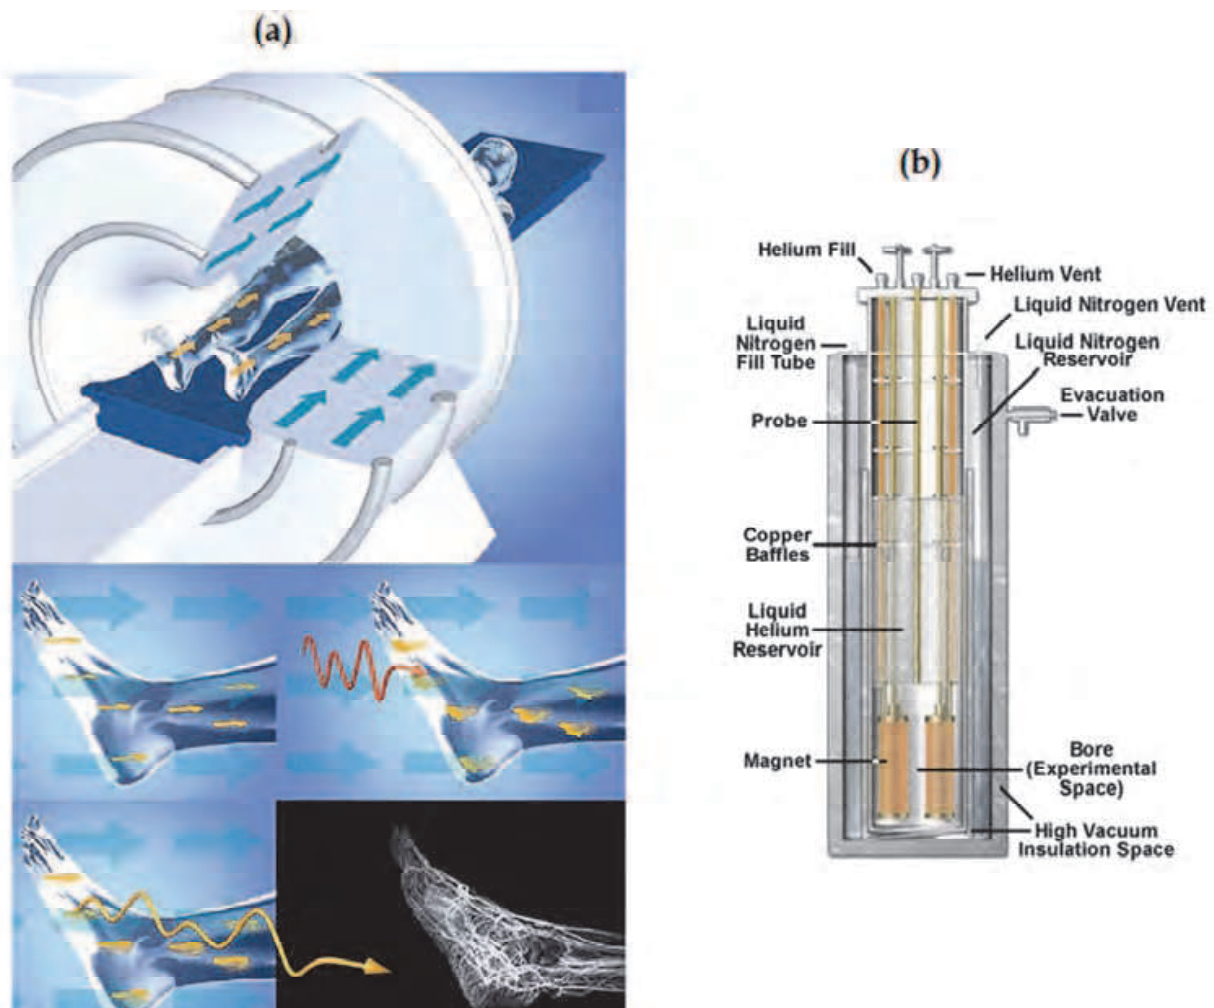 (a)
(b)
Helium Fill
Helium Vent
Liquid Nitrogen Vent
Liquid
Nitrogen
Fill Tube
Liquid Nitrogen
Reservoir
Evacuation
Valve
Probe
Copper
Baffles
Liquid
Helium
Reservoir
Magnet
Bore
(Experimental
Space)
High Vacuum
Insulation Space